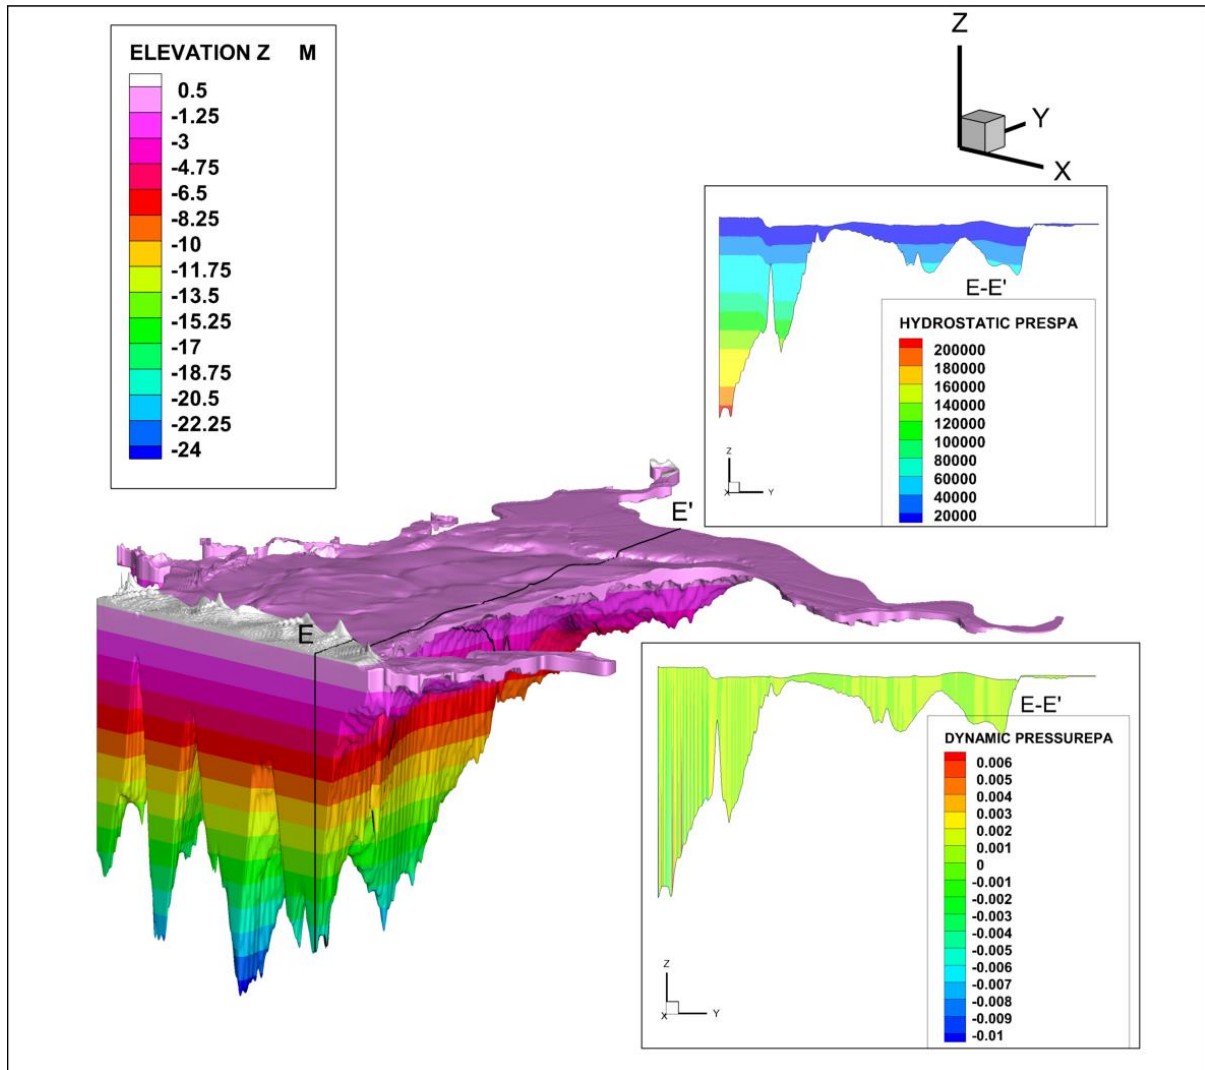 ELEVATION Z M
0.5
-1.25
-3
-4.75
-6.5
-8.25
-10
-11.75
-13.5
-15.25
-17
-18.75
-20.5
-22.25
-24
Z
Y
X
E-E'
HYDROSTATIC PRESPA
200000
180000
160000
140000
120000
100000
80000
60000
40000
20000
Z
X
Y
E'
E
E-E'
DYNAMIC PRESSUREPA
0.006
0.005
0.004
0.003
0.002
0.001
0
-0.001
-0.002
-0.003
-0.004
-0.005
-0.006
-0.007
-0.008
-0.009
-0.01
Z
X
Y